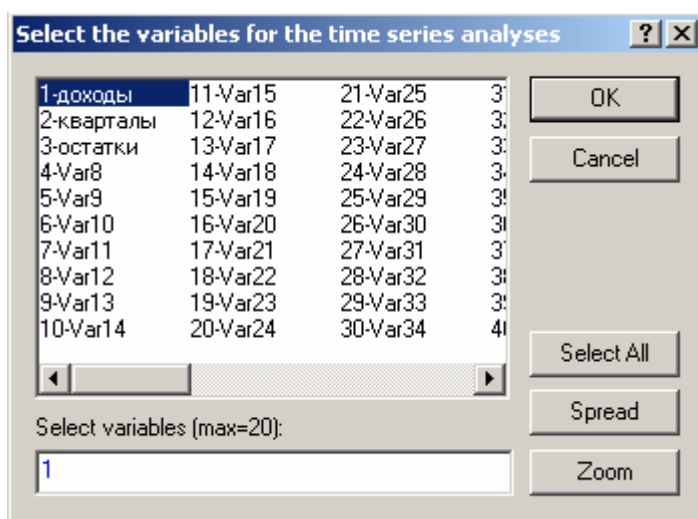 Select the variables for the time series analyses
1-доходы 11-Var15 21-Var25
2-кварталы 12-Var16 22-Var26
3-остатки 13-Var17 23-Var27
4-Var8 14-Var18 24-Var28
5-Var9 15-Var19 25-Var29
6-Var10 16-Var20 26-Var30
7-Var11 17-Var21 27-Var31
8-Var12 18-Var22 28-Var32
9-Var13 19-Var23 29-Var33
10-Var14 20-Var24 30-Var34
OK
Cancel
Select All
Spread
Zoom
Select variables (max=20):
1